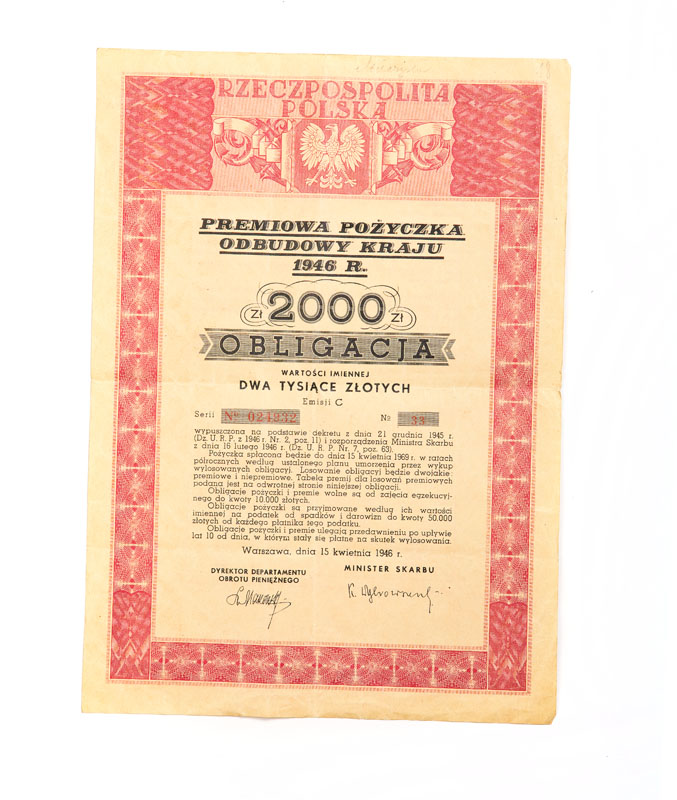 RZECZPOSPOLITA
POLSKA
PREMIOWA POŻYCZKA
ODBUDOWY KRAJU
1946 R.
zł 2000 zł
OBLIGACJA
WARTOŚCI IMIENNEJ
DWA TYSIĄCE ZŁOTYCH
Emisji C
Serii № 024932 № 33
wypuszczona na podstawie dekretu z dnia 21 grudnia 1945 r.
(Dz. U. R. P. z 1946 r. Nr. 2, poz. 11) i rozporządzenia Ministra Skarbu
z dnia 16 lutego 1946 r. (Dz. U. R. P. Nr. 7, poz. 63).
Pożyczka spłacona będzie do dnia 15 kwietnia 1969 r. w ratach
półrocznych według ustalonego planu umorzenia przez wykup
wylosowanych obligacyj. Losowanie obligacyj będzie dwojakie:
premiowe i niepremiowe. Tabela premij dla losowań premiowych
podana jest na odwrotnej stronie niniejszej obligacji.
Obligacje pożyczki i premie wolne są od zajęcia egzekucyj-
nego do kwoty 10.000 złotych.
Obligacje pożyczki są przyjmowane według ich wartości
imiennej na podatek od spadków i darowizn do kwoty 50.000
złotych od każdego płatnika tego podatku.
Obligacje pożyczki i premie ulegają przedawnieniu po upływie
lat 10 od dnia, w którym stały się płatne na skutek wylosowania.
Warszawa, dnia 15 kwietnia 1946 r.
DYREKTOR DEPARTAMENTU MINISTER SKARBU
OBROTU PIENIĘŻNEGO